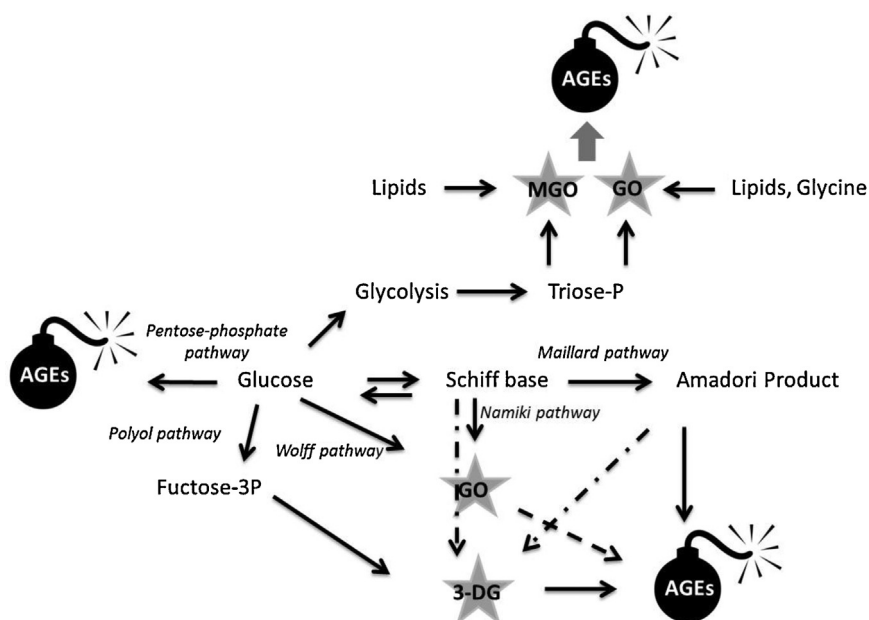 AGEs
Lipids
MGO
GO
Lipids, Glycine
Glycolysis
Triose-P
Pentose-phosphate
pathway
AGEs
Glucose
Schiff base
Maillard pathway
Amadori Product
Namiki pathway
Polyol pathway
Wolff pathway
Fuctose-3P
GO
3-DG
AGEs